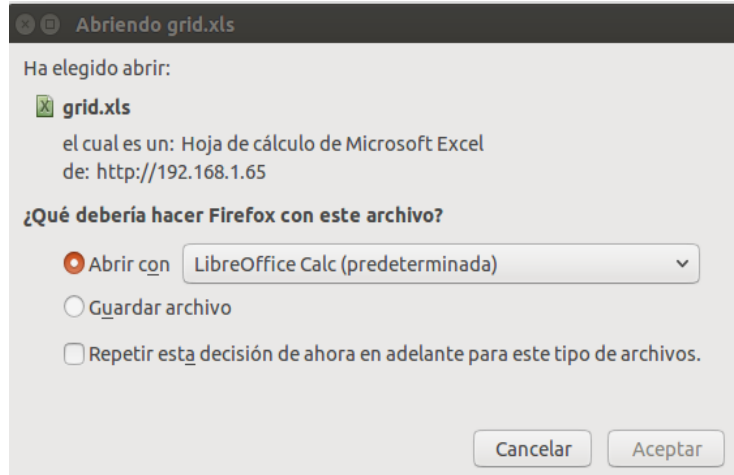 Abriendo grid.xls
Ha elegido abrir:
grid.xls
el cual es un: Hoja de cálculo de Microsoft Excel
de: http://192.168.1.65
¿Qué debería hacer Firefox con este archivo?
Abrir con LibreOffice Calc (predeterminada)
Guardar archivo
Repetir esta decisión de ahora en adelante para este tipo de archivos.
Cancelar Aceptar